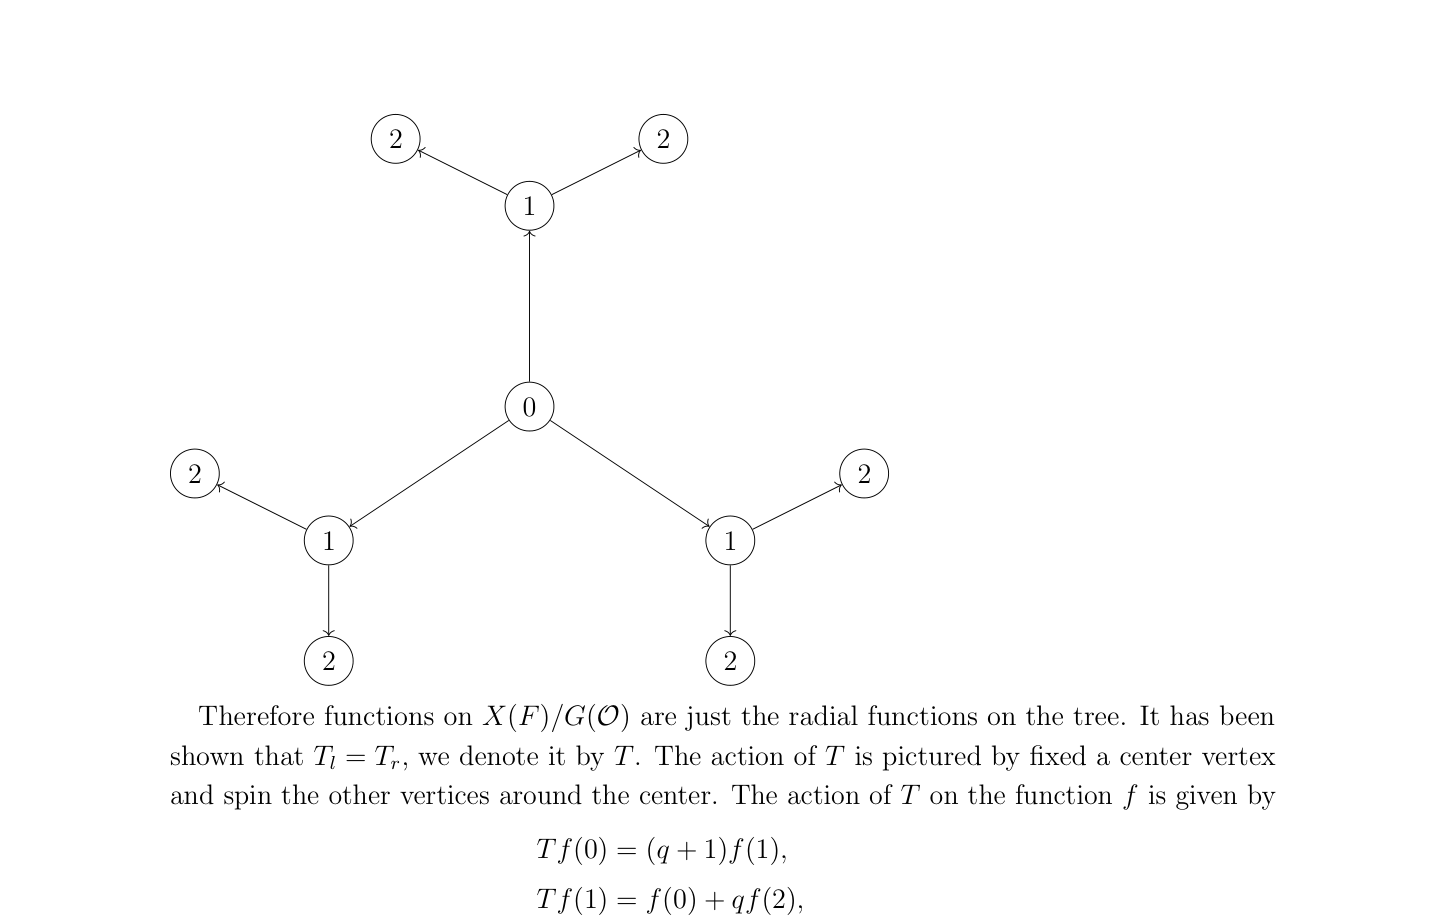 2 2
1
0
2 2
1 1
2 2
Therefore functions on X(F)/G(𝒪) are just the radial functions on the tree. It has been
shown that T_l = T_r, we denote it by T. The action of T is pictured by fixed a center vertex
and spin the other vertices around the center. The action of T on the function f is given by
Tf(0) = (q + 1)f(1),
Tf(1) = f(0) + qf(2),